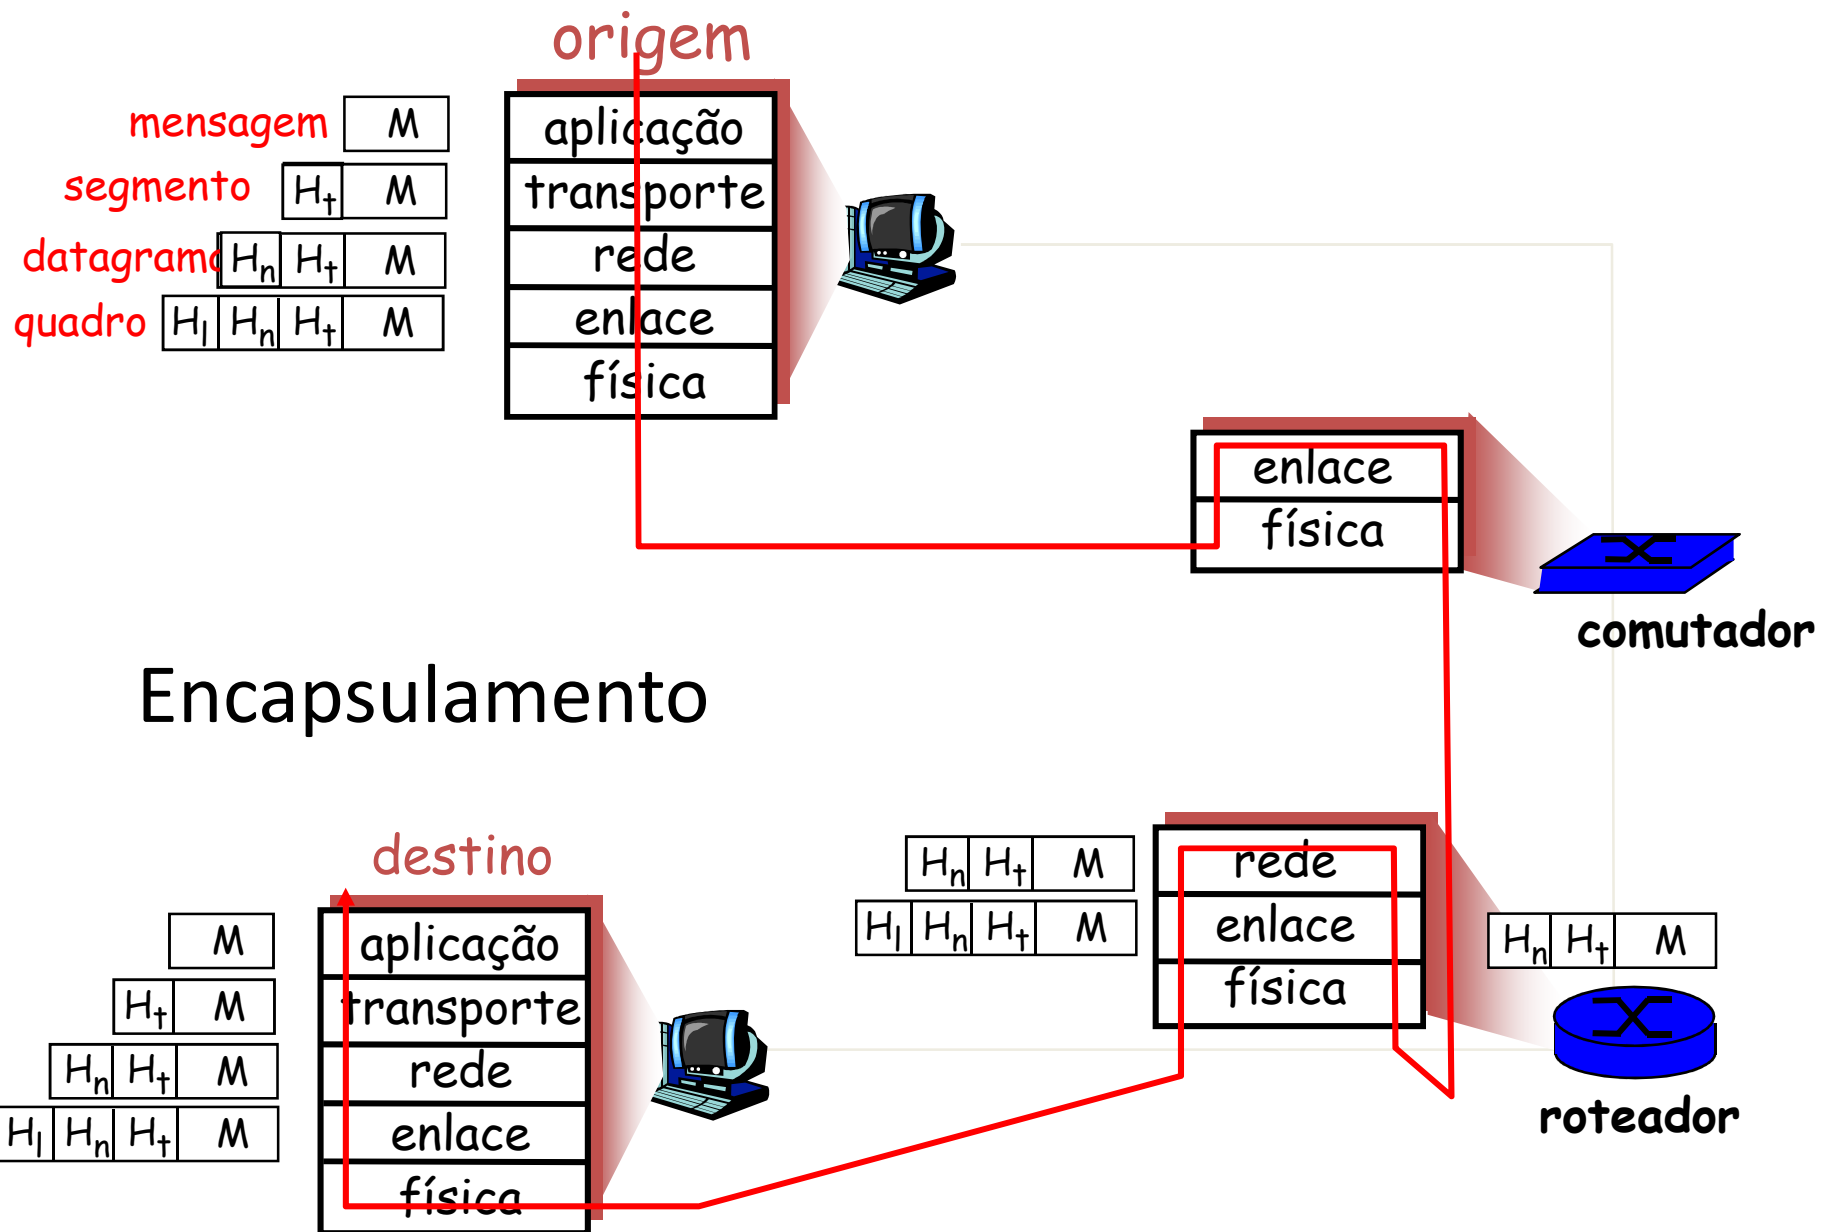 origem
mensagem M
segmento Ht M
datagrama Hn Ht M
quadro Hl Hn Ht M
aplicação
transporte
rede
enlace
física
enlace
física
comutador
Encapsulamento
destino
M
Ht M
Hn Ht M
Hl Hn Ht M
aplicação
transporte
rede
enlace
física
Hn Ht M
Hl Hn Ht M
rede
enlace
física
Hn Ht M
roteador